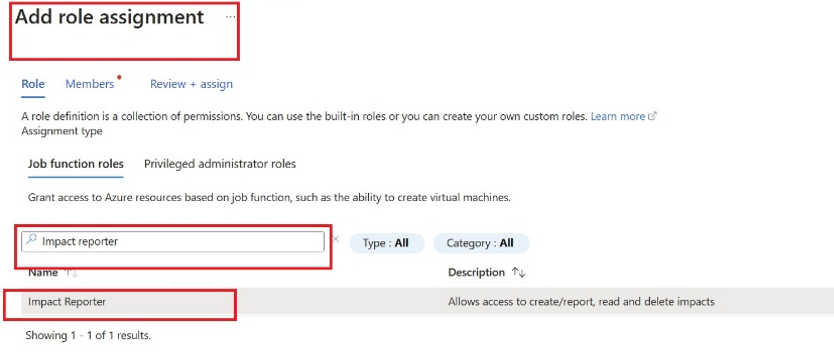 Add role assignment ...
Role Members Review + assign
A role definition is a collection of permissions. You can use the built-in roles or you can create your own custom roles. Learn more
Assignment type
Job function roles Privileged administrator roles
Grant access to Azure resources based on job function, such as the ability to create virtual machines.
Impact reporter Type : All Category : All
Name ↑↓ Description ↑↓
Impact Reporter Allows access to create/report, read and delete impacts
Showing 1 - 1 of 1 results.